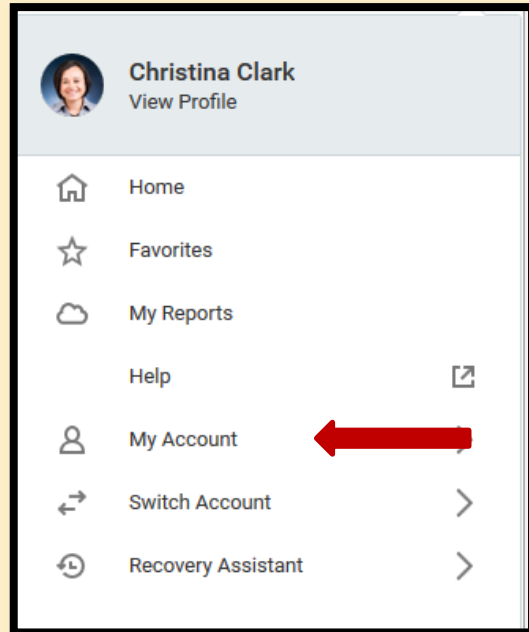 Christina Clark
View Profile
Home
Favorites
My Reports
Help
My Account
Switch Account
Recovery Assistant